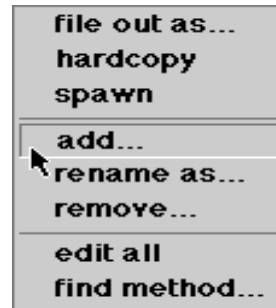 file out as...
hardcopy
spawn
add...
rename as...
remove...
edit all
find method...